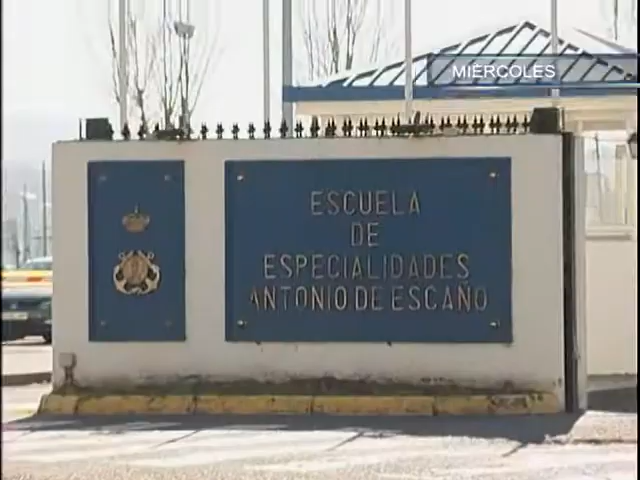 MIÉRCOLES
ESCUELA
DE
ESPECIALIDADES
ANTONIO DE ESCAÑO